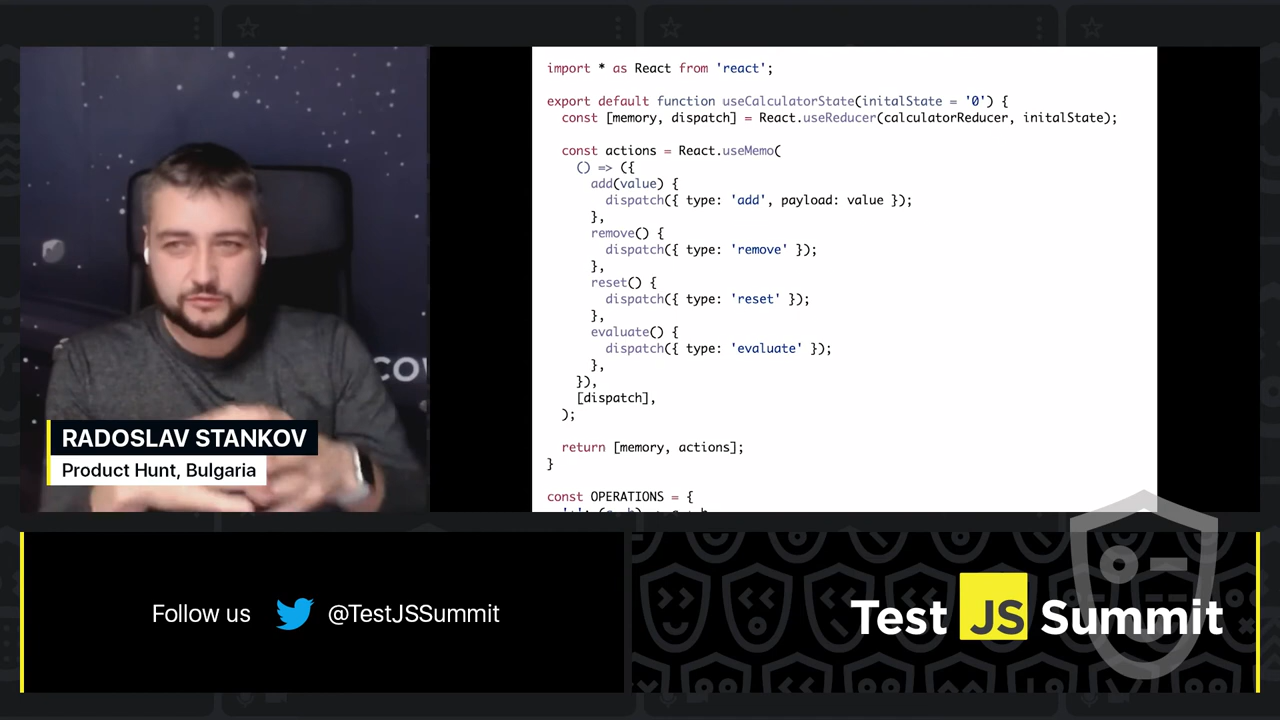 import * as React from 'react';
export default function useCalculatorState(initalState = '0') {
const [memory, dispatch] = React.useReducer(calculatorReducer, initalState);
const actions = React.useMemo(
() => ({
add(value) {
dispatch({ type: 'add', payload: value });
},
remove() {
dispatch({ type: 'remove' });
},
reset() {
dispatch({ type: 'reset' });
},
evaluate() {
dispatch({ type: 'evaluate' });
},
}),
[dispatch],
);
return [memory, actions];
}
const OPERATIONS = {
RADOSLAV STANKOV
Product Hunt, Bulgaria
Follow us @TestJSSummit
Test JS Summit